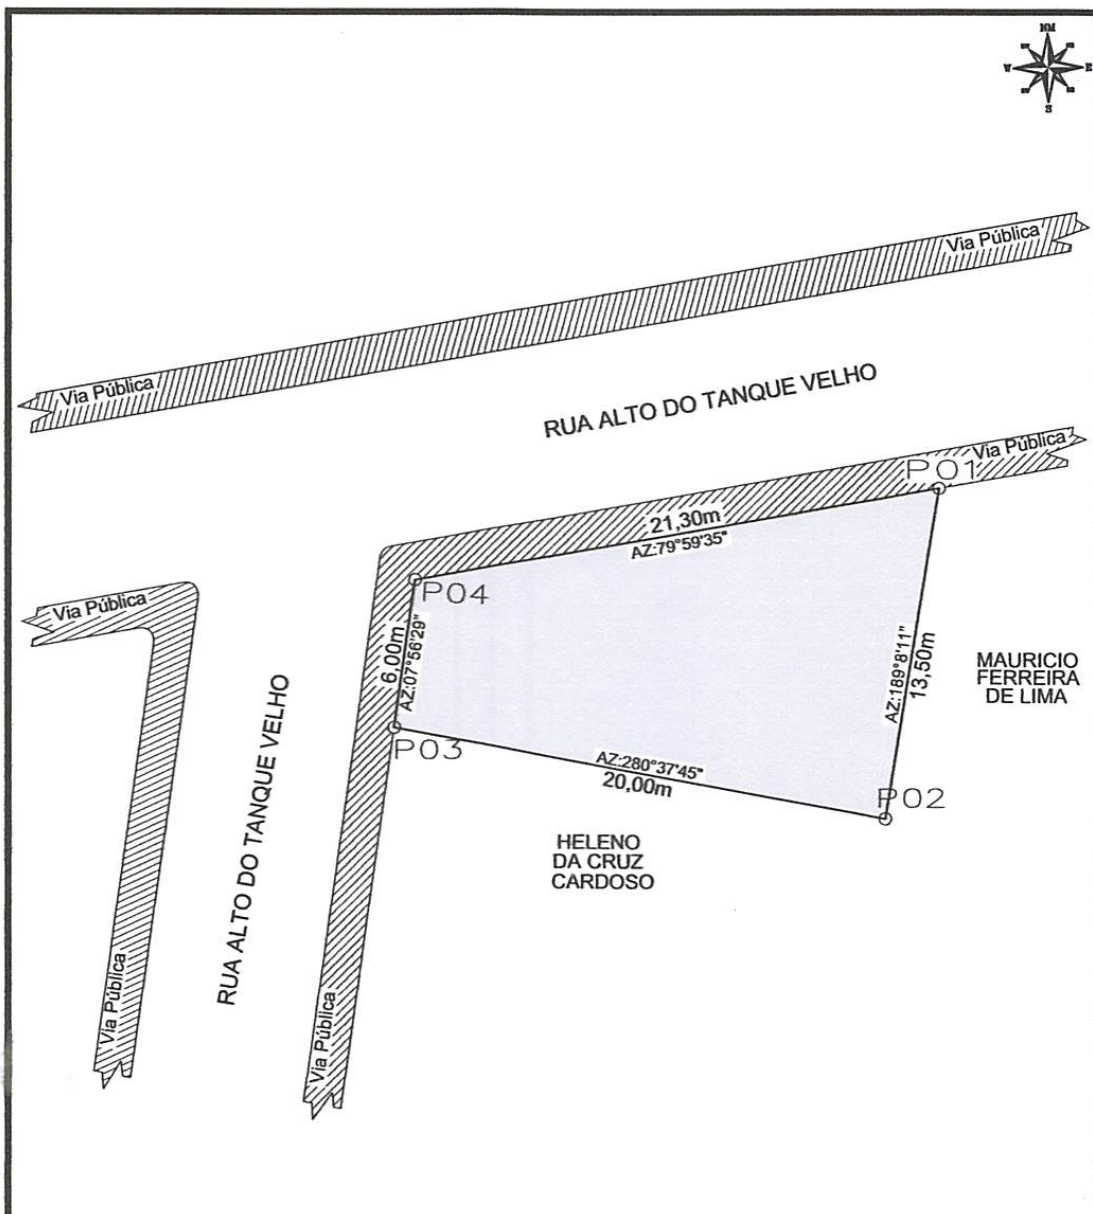 NM
W
E
S
Via Pública
Via Pública
RUA ALTO DO TANQUE VELHO
Via Pública
P01
21,30m
AZ:79°59'35"
P04
Via Pública
6,00m
AZ:07°56'29"
AZ:189°8'11"
13,50m
MAURICIO
FERREIRA
DE LIMA
P03
AZ:280°37'45"
20,00m
P02
RUA ALTO DO TANQUE VELHO
HELENO
DA CRUZ
CARDOSO
Via Pública
Via Pública